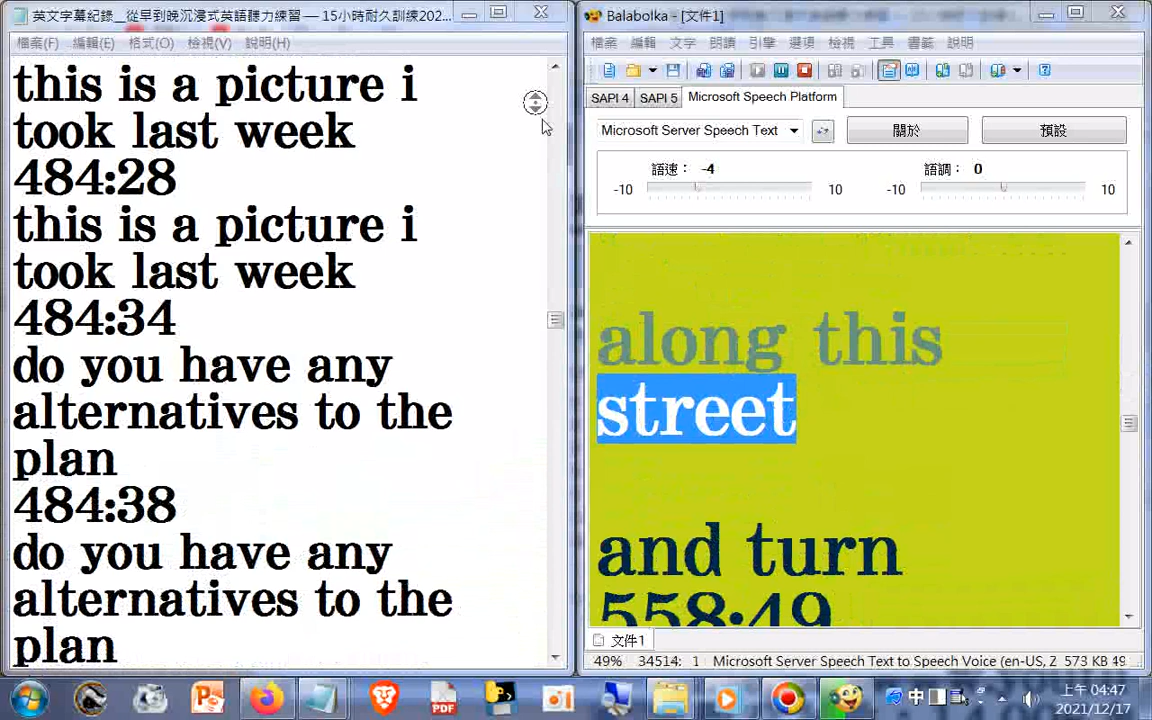 英文字幕紀錄__從早到晚沉浸式英語聽力練習 — 15小時耐久訓練202...
檔案(F) 編輯(E) 格式(O) 檢視(V) 說明(H)
this is a picture i
took last week
484:28
this is a picture i
took last week
484:34
do you have any
alternatives to the
plan
484:38
do you have any
alternatives to the
plan
Balabolka - [文件1]
檔案 編輯 文字 朗讀 引擎 選項 檢視 工具 書籤 說明
SAPI 4 SAPI 5 Microsoft Speech Platform
Microsoft Server Speech Text 關於 預設
語速： -4 語調： 0
-10 10 -10 10
along this
street
and turn
558:49
文件1
49% 34514: 1 Microsoft Server Speech Text to Speech Voice (en-US, Z 573 KB 49
PDF 中 上午 04:47
2021/12/17